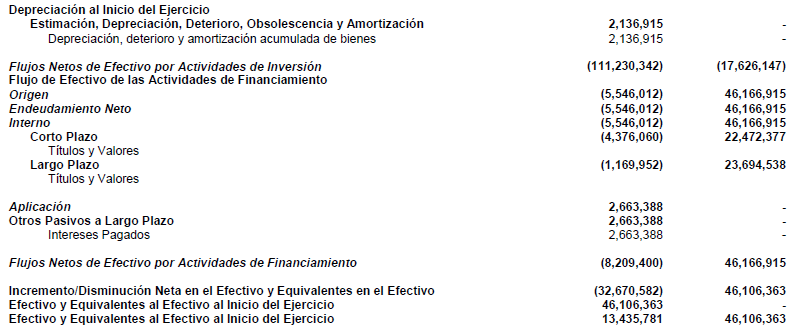 Depreciación al Inicio del Ejercicio
Estimación, Depreciación, Deterioro, Obsolescencia y Amortización 2,136,915 -
Depreciación, deterioro y amortización acumulada de bienes 2,136,915 -
Flujos Netos de Efectivo por Actividades de Inversión (111,230,342) (17,626,147)
Flujo de Efectivo de las Actividades de Financiamiento
Origen (5,546,012) 46,166,915
Endeudamiento Neto (5,546,012) 46,166,915
Interno (5,546,012) 46,166,915
Corto Plazo (4,376,060) 22,472,377
Títulos y Valores
Largo Plazo (1,169,952) 23,694,538
Títulos y Valores
Aplicación 2,663,388 -
Otros Pasivos a Largo Plazo 2,663,388 -
Intereses Pagados 2,663,388 -
Flujos Netos de Efectivo por Actividades de Financiamiento (8,209,400) 46,166,915
Incremento/Disminución Neta en el Efectivo y Equivalentes en el Efectivo (32,670,582) 46,106,363
Efectivo y Equivalentes al Efectivo al Inicio del Ejercicio 46,106,363 -
Efectivo y Equivalentes al Efectivo al Inicio del Ejercicio 13,435,781 46,106,363